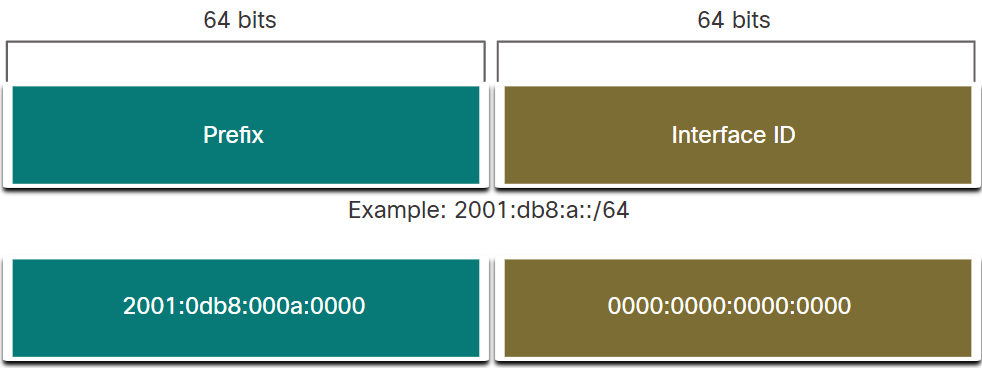 64 bits
64 bits
Prefix
Interface ID
Example: 2001:db8:a::/64
2001:0db8:000a:0000
0000:0000:0000:0000